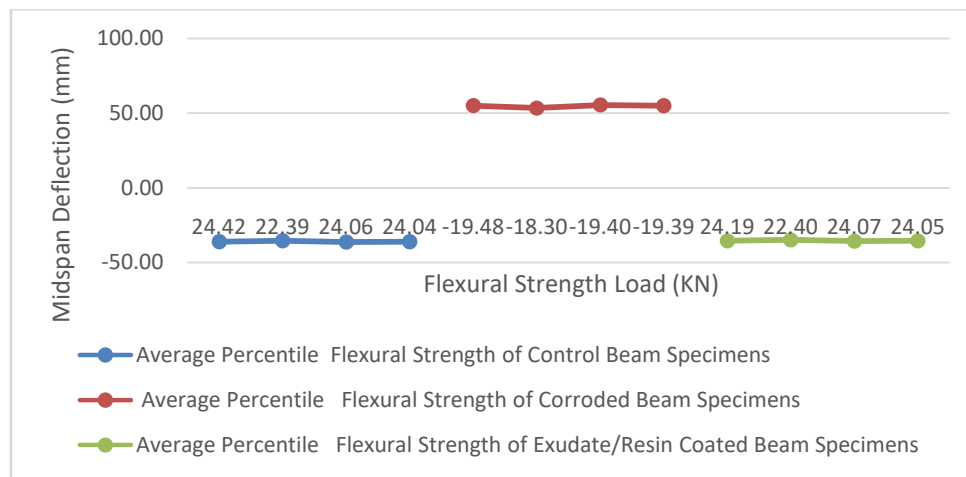 Midspan Deflection (mm)
100.00
50.00
0.00
-50.00
24.42 22.39 24.06 24.04 -19.48 -18.30 -19.40 -19.39 24.19 22.40 24.07 24.05
Flexural Strength Load (KN)
Average Percentile Flexural Strength of Control Beam Specimens
Average Percentile Flexural Strength of Corroded Beam Specimens
Average Percentile Flexural Strength of Exudate/Resin Coated Beam Specimens